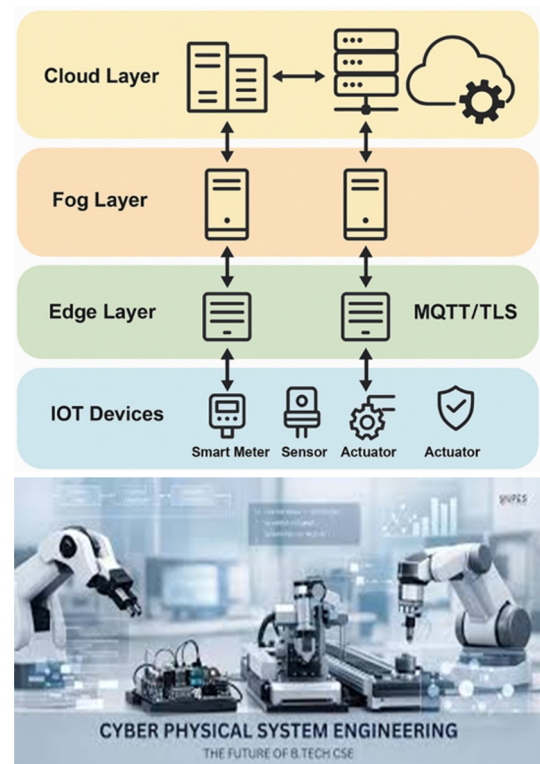 Cloud Layer
Fog Layer
Edge Layer
MQTT/TLS
IOT Devices
Smart Meter
Sensor
Actuator
Actuator
UPES
CYBER PHYSICAL SYSTEM ENGINEERING
THE FUTURE OF B.TECH CSE